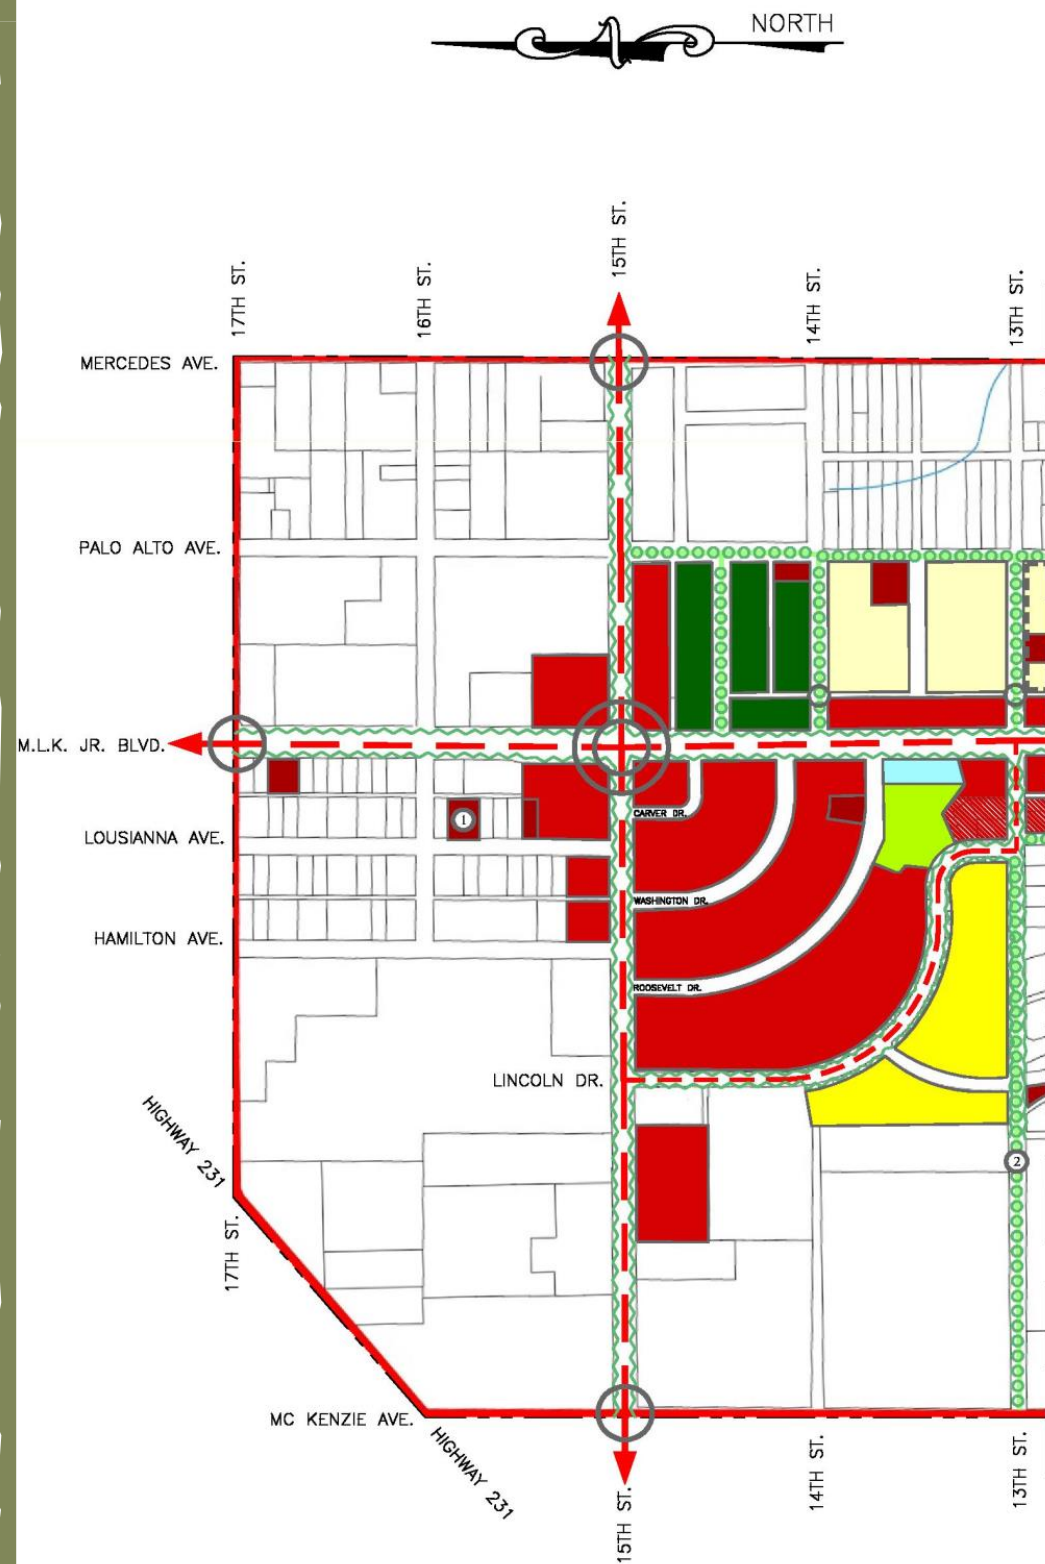 NORTH
15TH ST.
17TH ST.
16TH ST.
14TH ST.
13TH ST.
MERCEDES AVE.
PALO ALTO AVE.
M.L.K. JR. BLVD.
CARVER DR.
1
LOUSIANNA AVE.
WASHINGTON DR.
HAMILTON AVE.
ROOSEVELT DR.
LINCOLN DR.
HIGHWAY 231
2
17TH ST.
MC KENZIE AVE.
HIGHWAY 231
14TH ST.
13TH ST.
15TH ST.